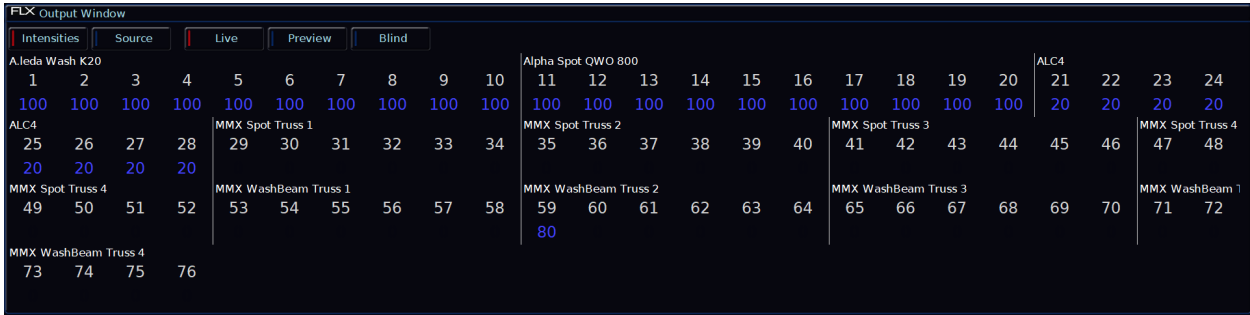 FLX Output Window
Intensities Source Live Preview Blind
A.leda Wash K20 Alpha Spot QWO 800 ALC4
1 2 3 4 5 6 7 8 9 10 11 12 13 14 15 16 17 18 19 20 21 22 23 24
100 100 100 100 100 100 100 100 100 100 100 100 100 100 100 100 100 100 100 100 20 20 20 20
ALC4 MMX Spot Truss 1 MMX Spot Truss 2 MMX Spot Truss 3 MMX Spot Truss 4
25 26 27 28 29 30 31 32 33 34 35 36 37 38 39 40 41 42 43 44 45 46 47 48
20 20 20 20
MMX Spot Truss 4 MMX WashBeam Truss 1 MMX WashBeam Truss 2 MMX WashBeam Truss 3 MMX WashBeam
49 50 51 52 53 54 55 56 57 58 59 60 61 62 63 64 65 66 67 68 69 70 71 72
80
MMX WashBeam Truss 4
73 74 75 76